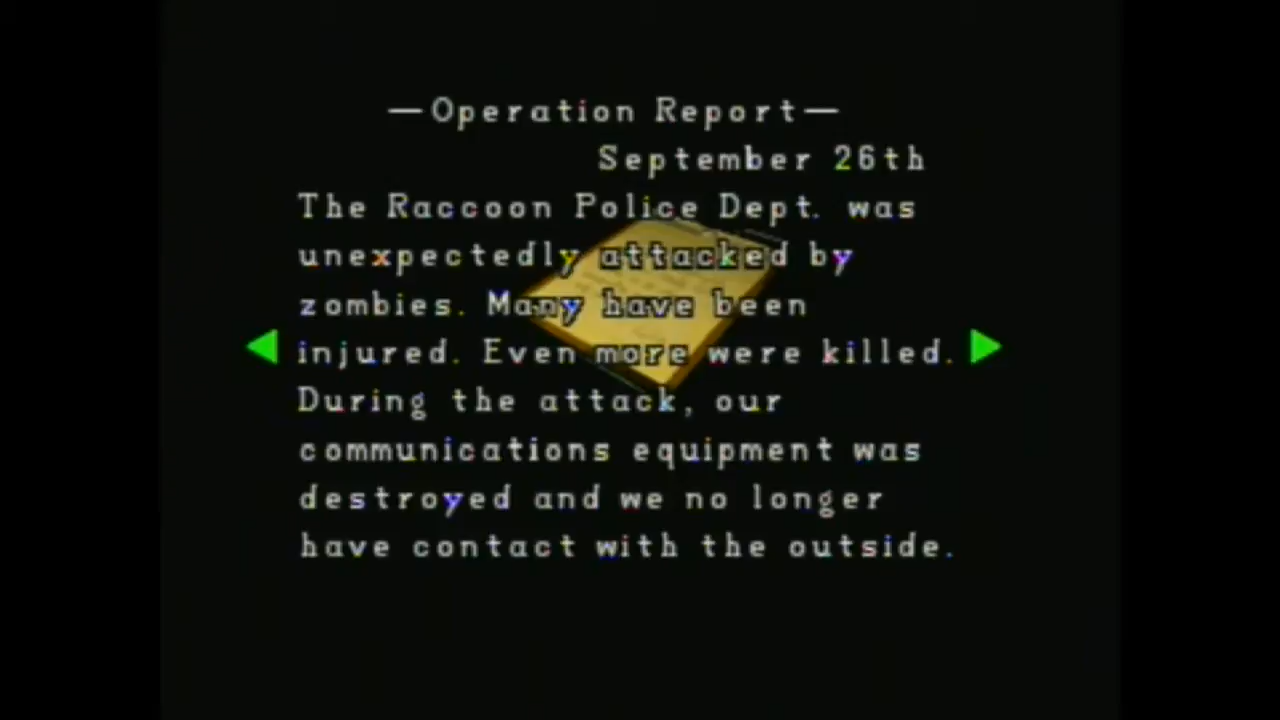 —Operation Report—
September 26th
The Raccoon Police Dept. was
unexpectedly attacked by
zombies. Many have been
injured. Even more were killed.
During the attack, our
communications equipment was
destroyed and we no longer
have contact with the outside.